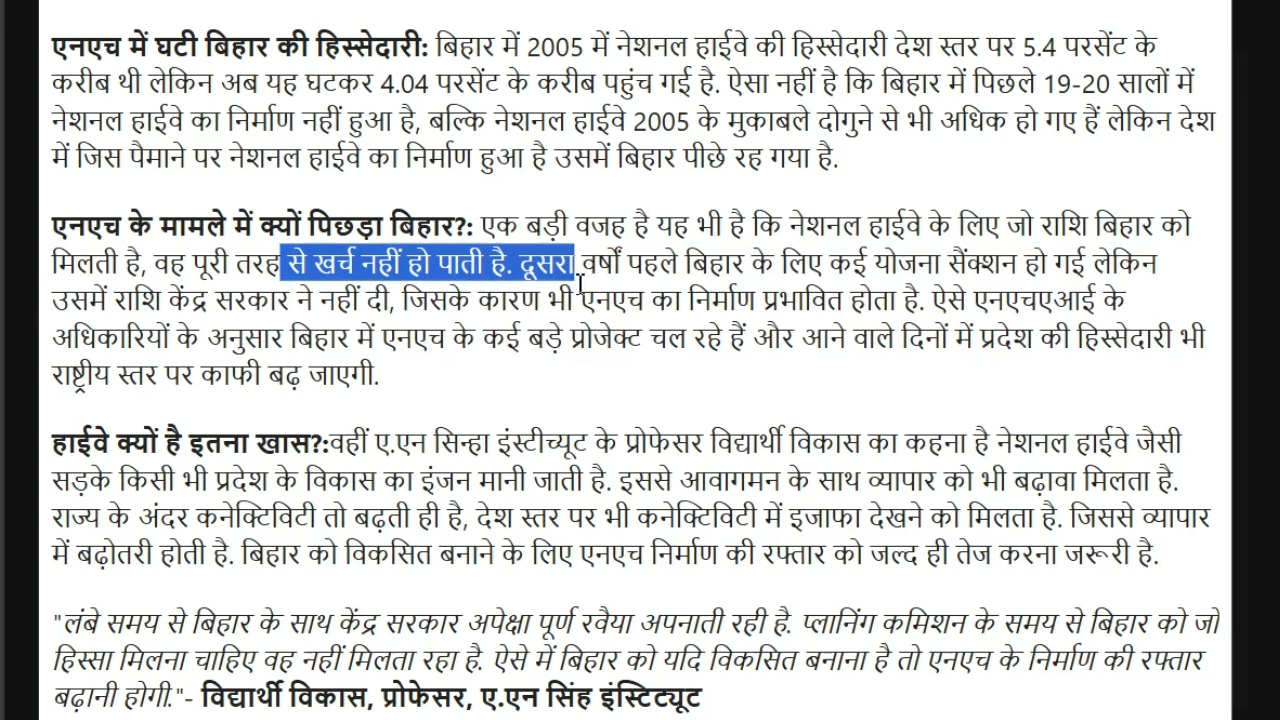 एनएच में घटी बिहार की हिस्सेदारी: बिहार में 2005 में नेशनल हाईवे की हिस्सेदारी देश स्तर पर 5.4 परसेंट के
करीब थी लेकिन अब यह घटकर 4.04 परसेंट के करीब पहुंच गई है. ऐसा नहीं है कि बिहार में पिछले 19-20 सालों में
नेशनल हाईवे का निर्माण नहीं हुआ है, बल्कि नेशनल हाईवे 2005 के मुकाबले दोगुने से भी अधिक हो गए हैं लेकिन देश
में जिस पैमाने पर नेशनल हाईवे का निर्माण हुआ है उसमें बिहार पीछे रह गया है.
एनएच के मामले में क्यों पिछड़ा बिहार?: एक बड़ी वजह है यह भी है कि नेशनल हाईवे के लिए जो राशि बिहार को
मिलती है, वह पूरी तरह से खर्च नहीं हो पाती है. दूसरा वर्षों पहले बिहार के लिए कई योजना सैंक्शन हो गई लेकिन
उसमें राशि केंद्र सरकार ने नहीं दी, जिसके कारण भी एनएच का निर्माण प्रभावित होता है. ऐसे एनएचएआई के
अधिकारियों के अनुसार बिहार में एनएच के कई बड़े प्रोजेक्ट चल रहे हैं और आने वाले दिनों में प्रदेश की हिस्सेदारी भी
राष्ट्रीय स्तर पर काफी बढ़ जाएगी.
हाईवे क्यों है इतना खास?:वहीं ए.एन सिन्हा इंस्टीच्यूट के प्रोफेसर विद्यार्थी विकास का कहना है नेशनल हाईवे जैसी
सड़के किसी भी प्रदेश के विकास का इंजन मानी जाती है. इससे आवागमन के साथ व्यापार को भी बढ़ावा मिलता है.
राज्य के अंदर कनेक्टिविटी तो बढ़ती ही है, देश स्तर पर भी कनेक्टिविटी में इजाफा देखने को मिलता है. जिससे व्यापार
में बढ़ोतरी होती है. बिहार को विकसित बनाने के लिए एनएच निर्माण की रफ्तार को जल्द ही तेज करना जरूरी है.
"लंबे समय से बिहार के साथ केंद्र सरकार अपेक्षा पूर्ण रवैया अपनाती रही है. प्लानिंग कमिशन के समय से बिहार को जो
हिस्सा मिलना चाहिए वह नहीं मिलता रहा है. ऐसे में बिहार को यदि विकसित बनाना है तो एनएच के निर्माण की रफ्तार
बढ़ानी होगी."- विद्यार्थी विकास, प्रोफेसर, ए.एन सिंह इंस्टिट्यूट